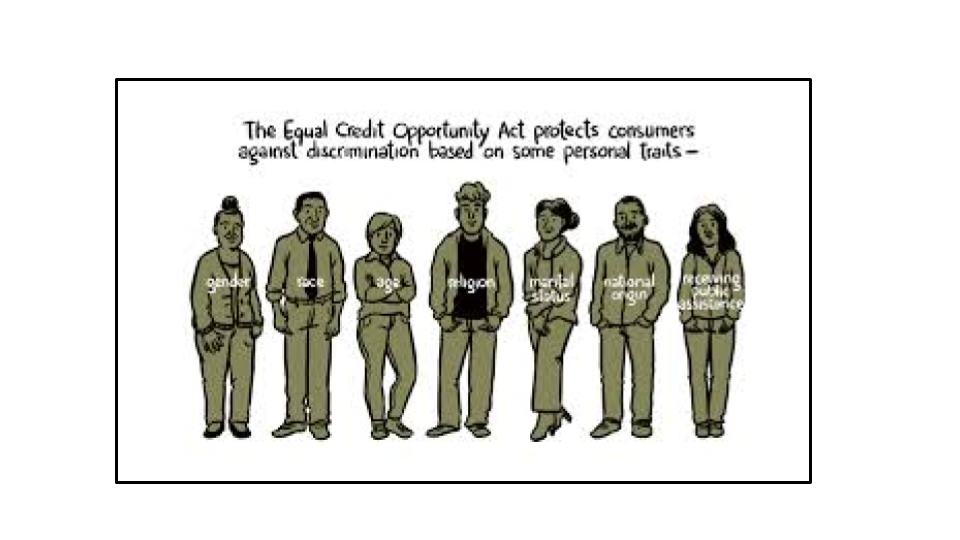 The Equal Credit Opportunity Act protects consumers
against discrimination based on some personal traits –
gender
race
age
religion
marital
status
national
origin
receiving
public
assistance